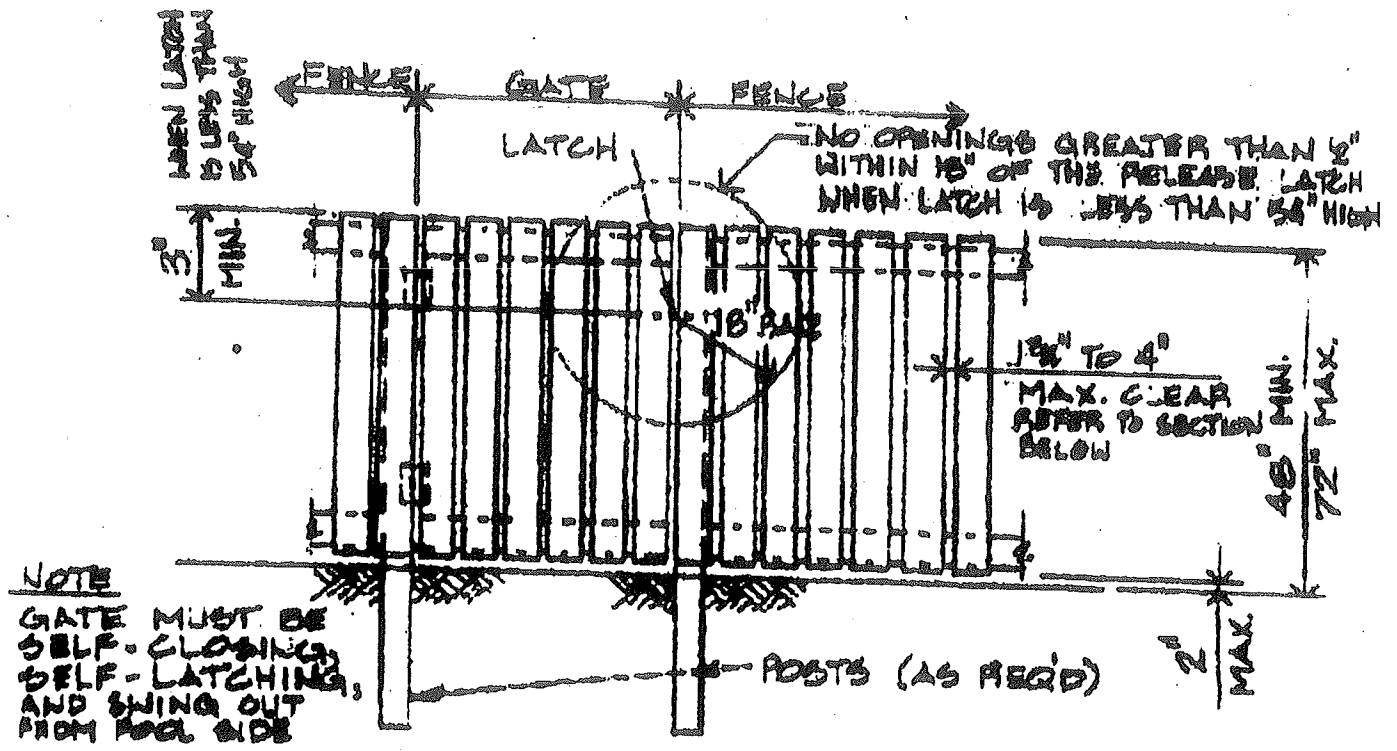 WHEN LATCH
IS LESS THAN
54" HIGH
FENCE
GATE
FENCE
LATCH
NO OPENINGS GREATER THAN ½"
WITHIN 18" OF THE RELEASE LATCH
WHEN LATCH IS LESS THAN 54" HIGH
3"
MIN.
18" RAD
TO 4"
MAX. CLEAR
REFER TO SECTION
BELOW
48" MIN.
72" MAX.
2"
MAX.
NOTE
GATE MUST BE
SELF-CLOSING,
SELF-LATCHING,
AND SWING OUT
FROM POOL SIDE
POSTS (AS REQ'D)